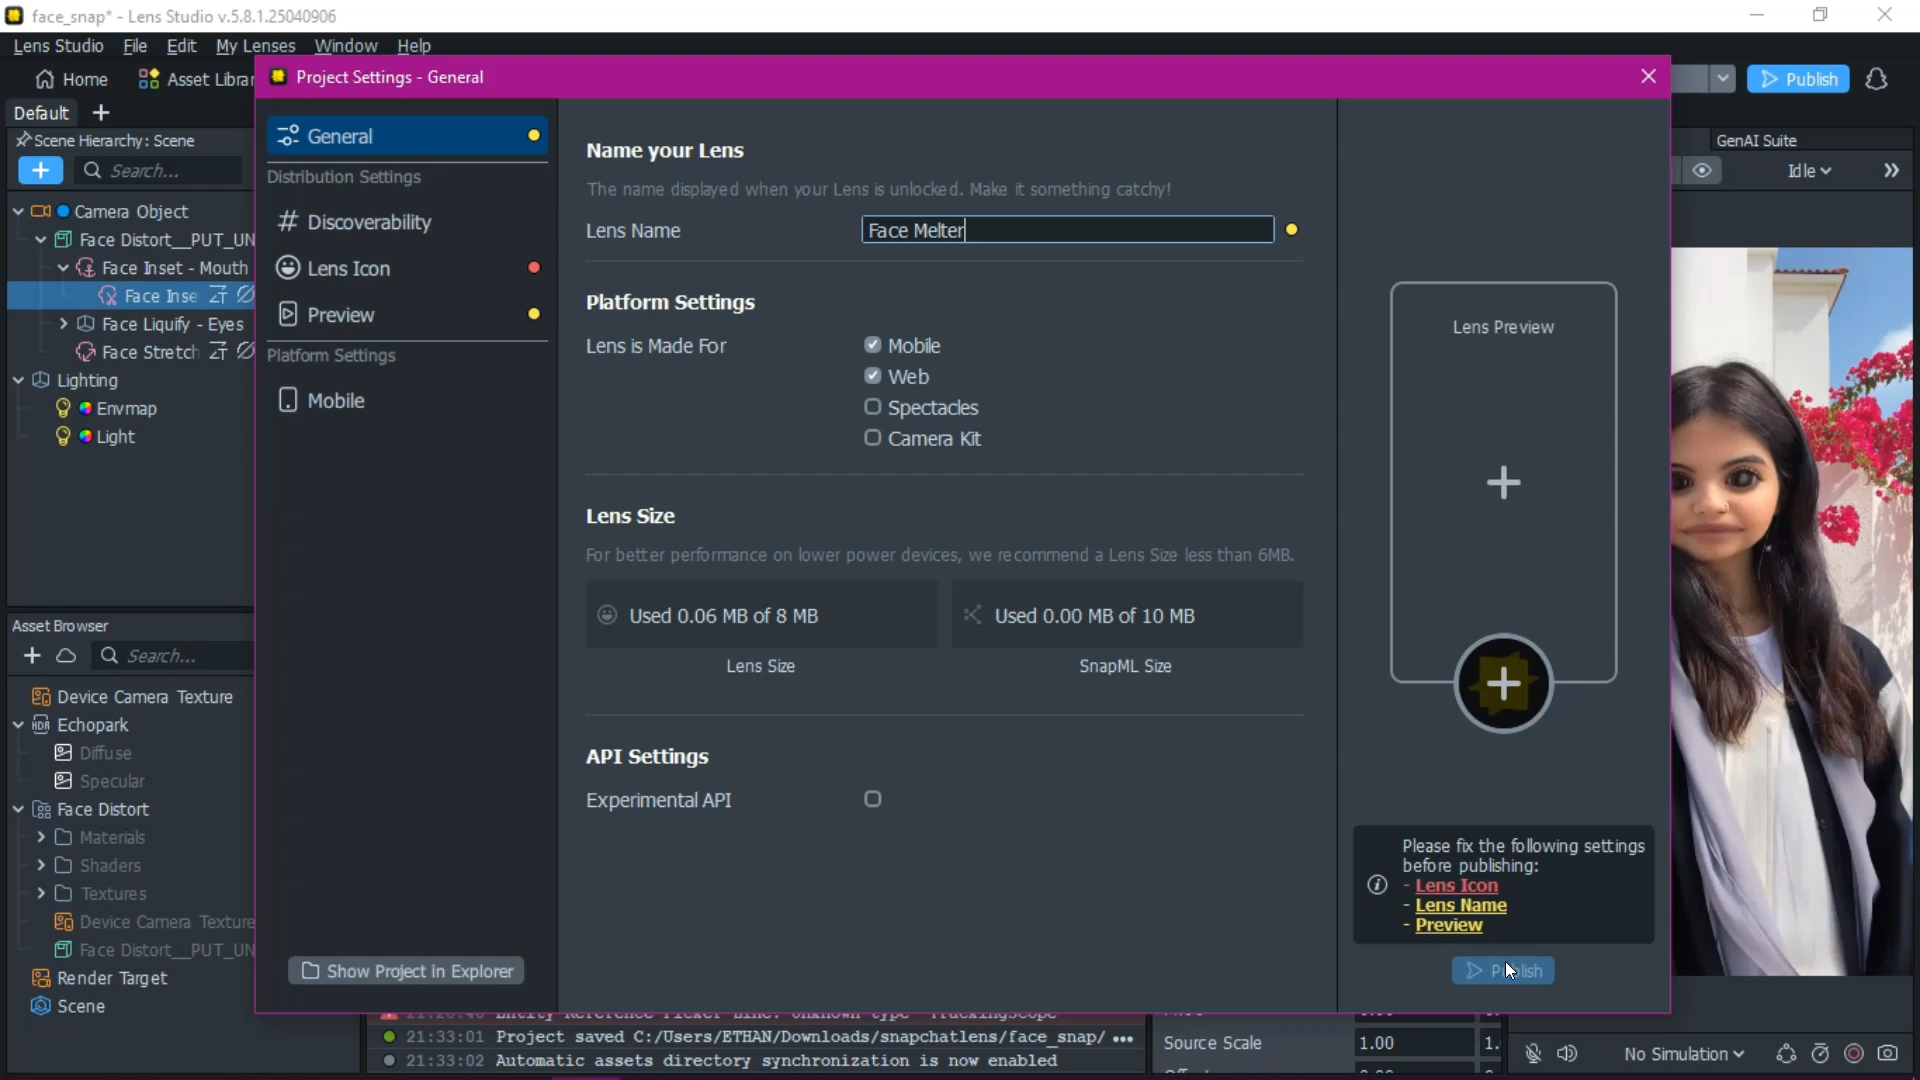 face_snap* - Lens Studio v.5.8.1.25040906
Lens Studio File Edit My Lenses Window Help
Home Asset Librar
Publish
Default
Project Settings - General
Scene Hierarchy: Scene
Search...
Camera Object
Face Distort__PUT_UN
Face Inset - Mouth
Face Inse
Face Liquify - Eyes
Face Stretch
Lighting
Envmap
Light
Asset Browser
Search...
Device Camera Texture
Echopark
Diffuse
Specular
Face Distort
Materials
Shaders
Textures
Device Camera Texture
Face Distort__PUT_UN
Render Target
Scene
General
Distribution Settings
Discoverability
Lens Icon
Preview
Platform Settings
Mobile
Show Project in Explorer
Name your Lens
The name displayed when your Lens is unlocked. Make it something catchy!
Lens Name Face Melter
Platform Settings
Lens is Made For Mobile
Web
Spectacles
Camera Kit
Lens Size
For better performance on lower power devices, we recommend a Lens Size less than 6MB.
Used 0.06 MB of 8 MB Used 0.00 MB of 10 MB
Lens Size SnapML Size
API Settings
Experimental API
Lens Preview
Please fix the following settings
before publishing:
- Lens Icon
- Lens Name
- Preview
Publish
GenAI Suite
Idle
21:33:01 Project saved C:/Users/ETHAN/Downloads/snapchatlens/face_snap/
21:33:02 Automatic assets directory synchronization is now enabled
Source Scale 1.00 1.
No Simulation